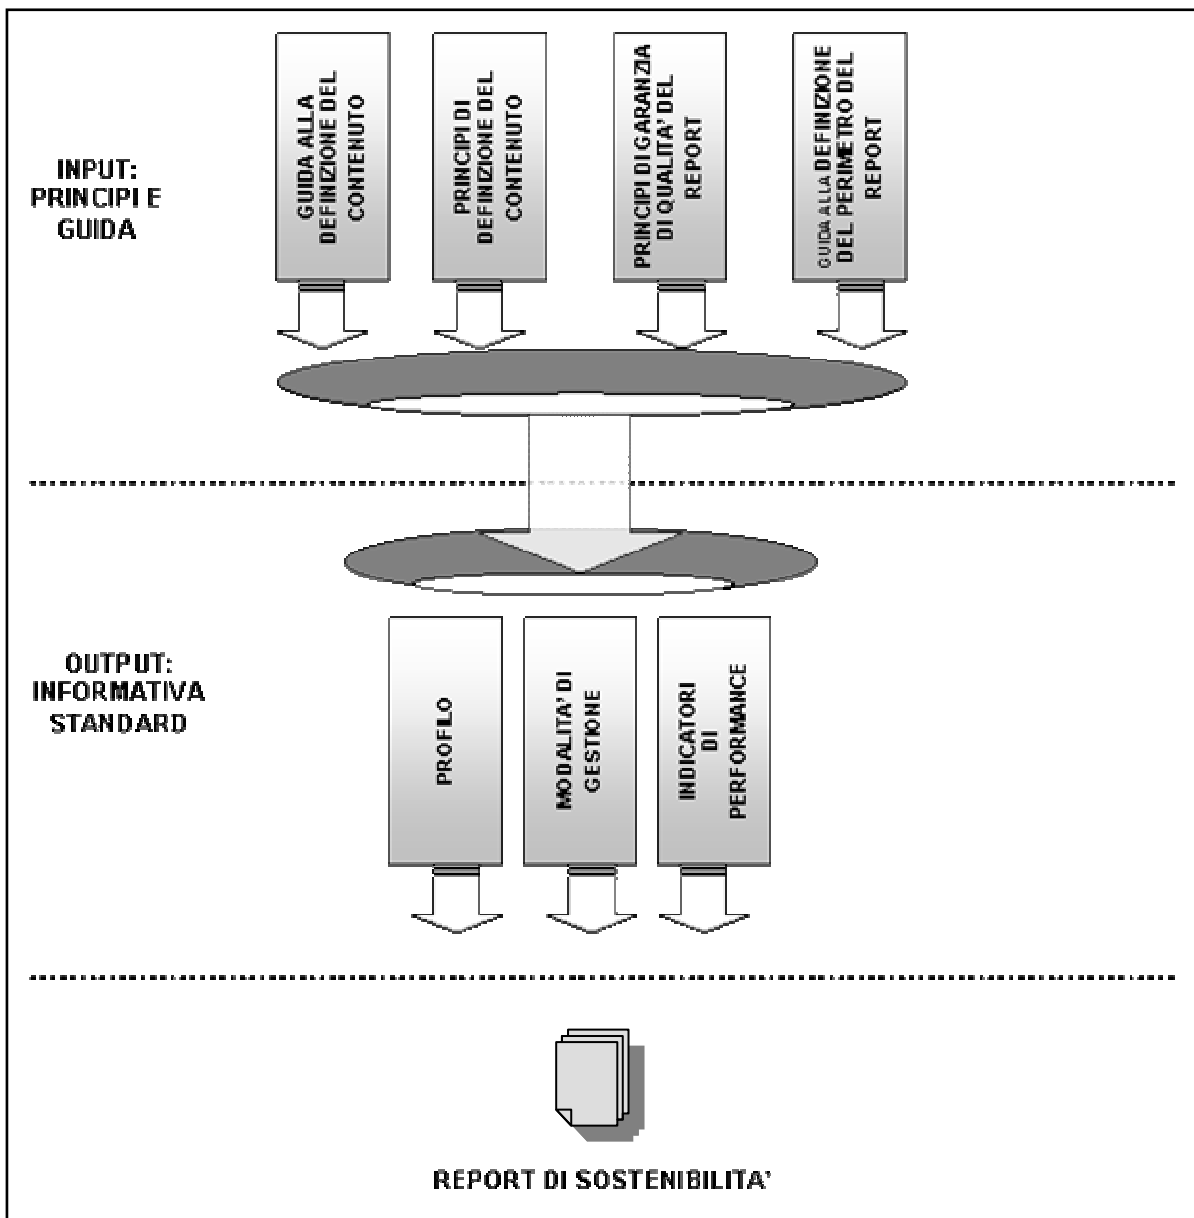 INPUT:
PRINCIPI E
GUIDA
GUIDA ALLA
DEFINIZIONE DEL
CONTENUTO
PRINCIPI DI
DEFINIZIONE DEL
CONTENUTO
PRINCIPI DI GARANZIA
DI QUALITA' DEL
REPORT
GUIDA ALLA DEFINIZIONE
DEL PERIMETRO DEL
REPORT
OUTPUT:
INFORMATIVA
STANDARD
PROFILO
MODALITA' DI
GESTIONE
INDICATORI
DI
PERFORMANCE
REPORT DI SOSTENIBILITA'